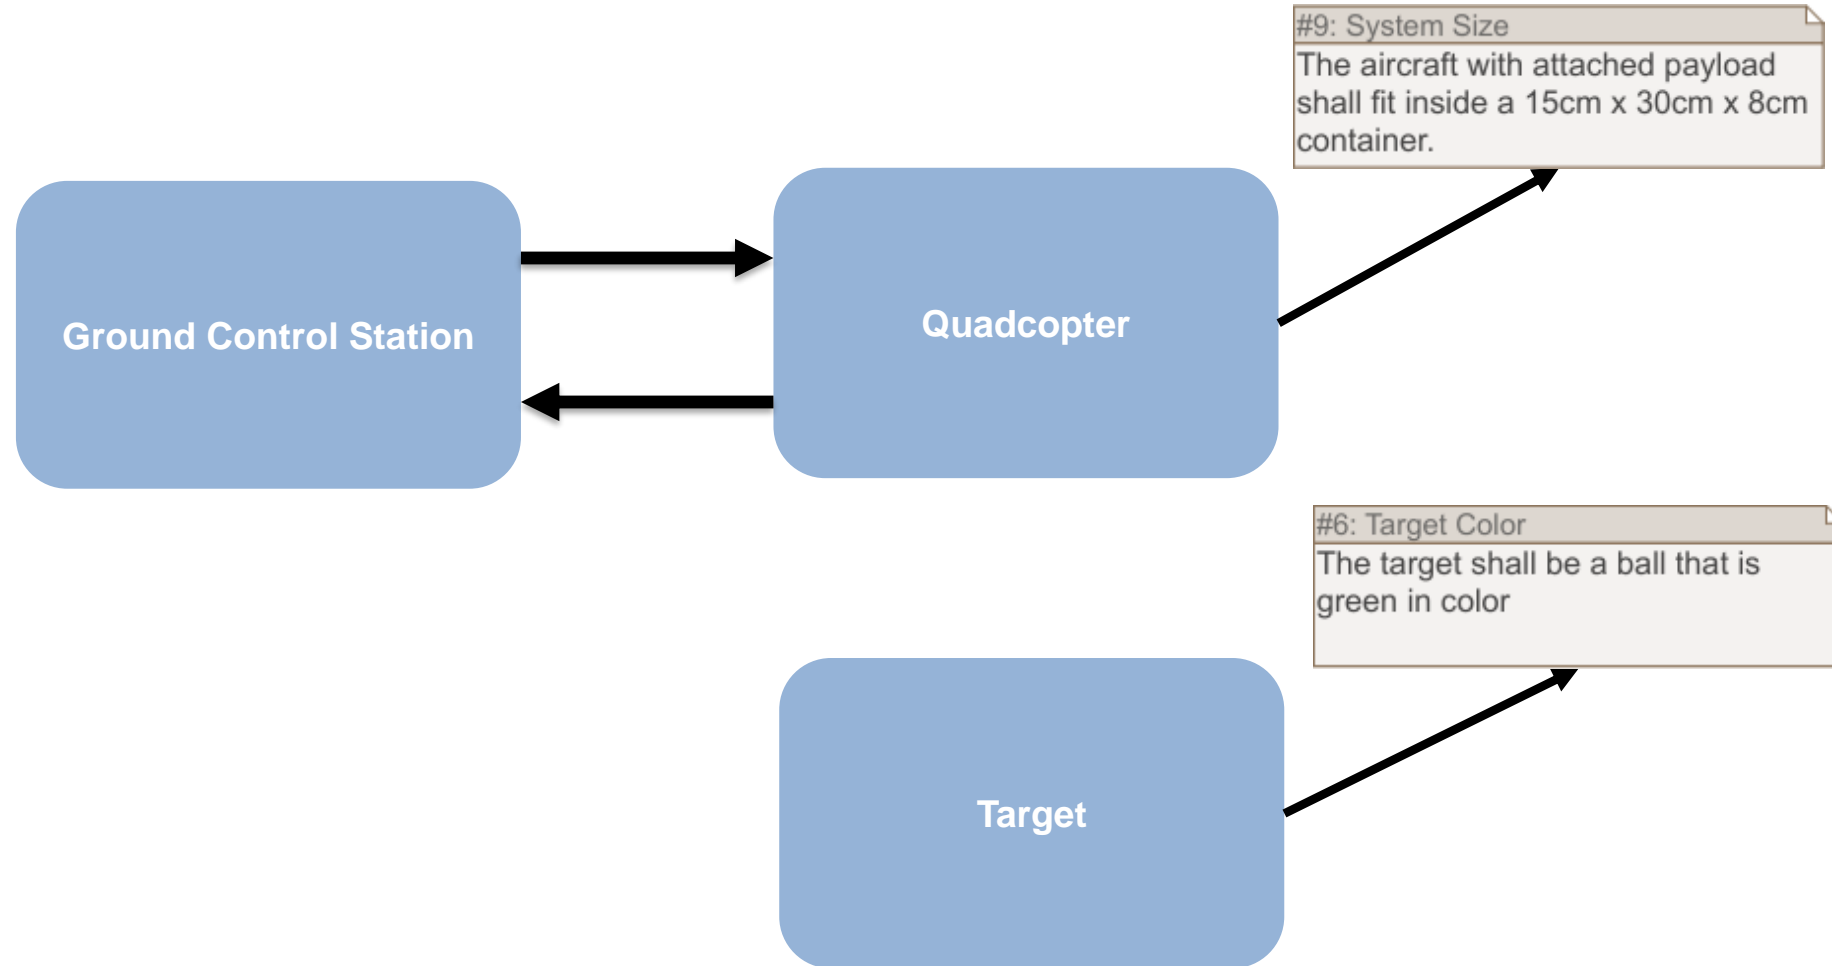 #9: System Size
The aircraft with attached payload
shall fit inside a 15cm x 30cm x 8cm
container.
Ground Control Station
Quadcopter
#6: Target Color
The target shall be a ball that is
green in color
Target